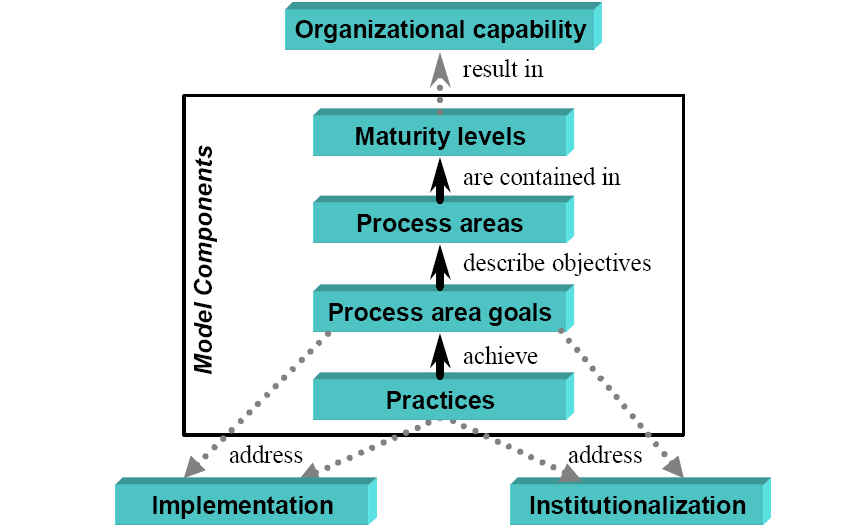 Organizational capability
result in
Maturity levels
are contained in
Process areas
describe objectives
Process area goals
achieve
Practices
Model Components
address
address
Implementation
Institutionalization